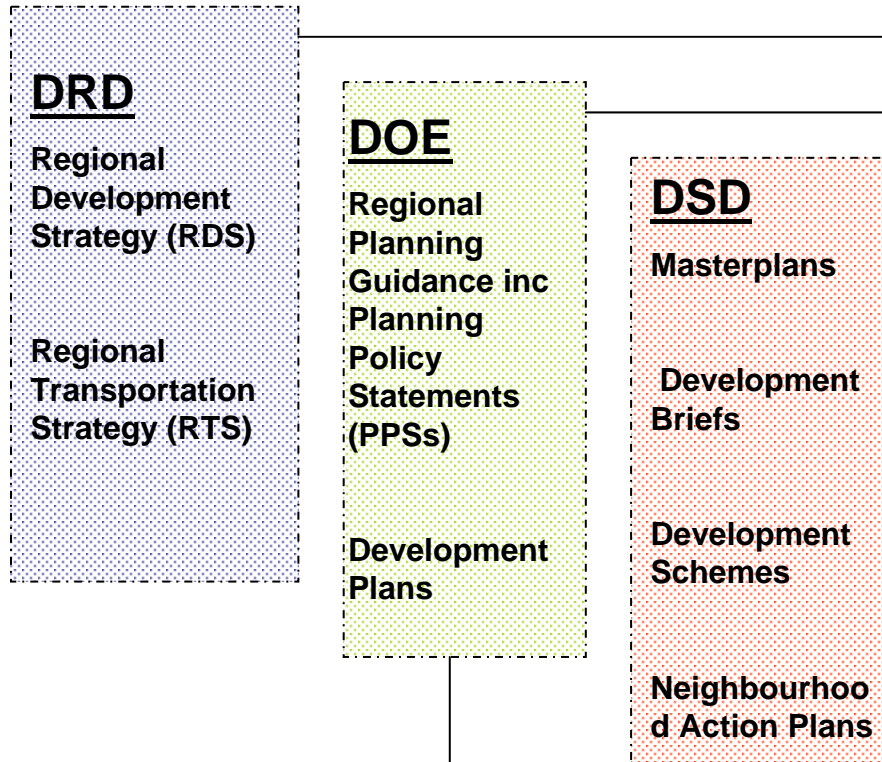 DRD
Regional
Development
Strategy (RDS)
Regional
Transportation
Strategy (RTS)
DOE
Regional
Planning
Guidance inc
Planning
Policy
Statements
(PPSs)
Development
Plans
DSD
Masterplans
Development
Briefs
Development
Schemes
Neighbourhoo
d Action Plans